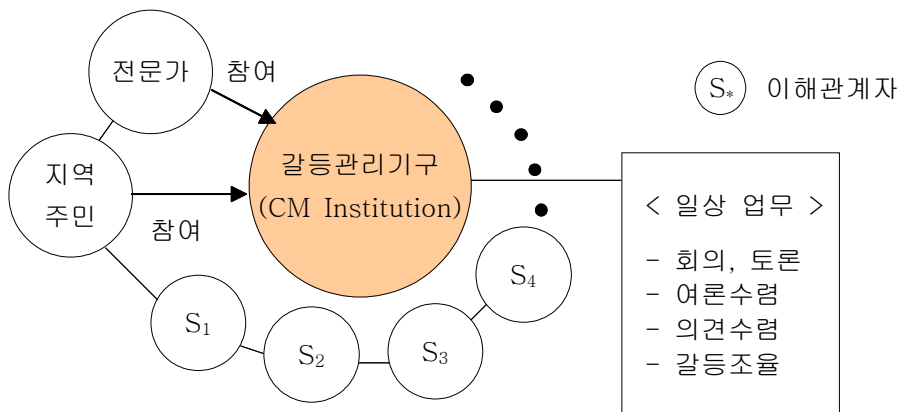 전문가
참여
S* 이해관계자
지역
주민
참여
갈등관리기구
(CM Institution)
< 일상 업무 >
- 회의, 토론
- 여론수렴
- 의견수렴
- 갈등조율
S1
S2
S3
S4